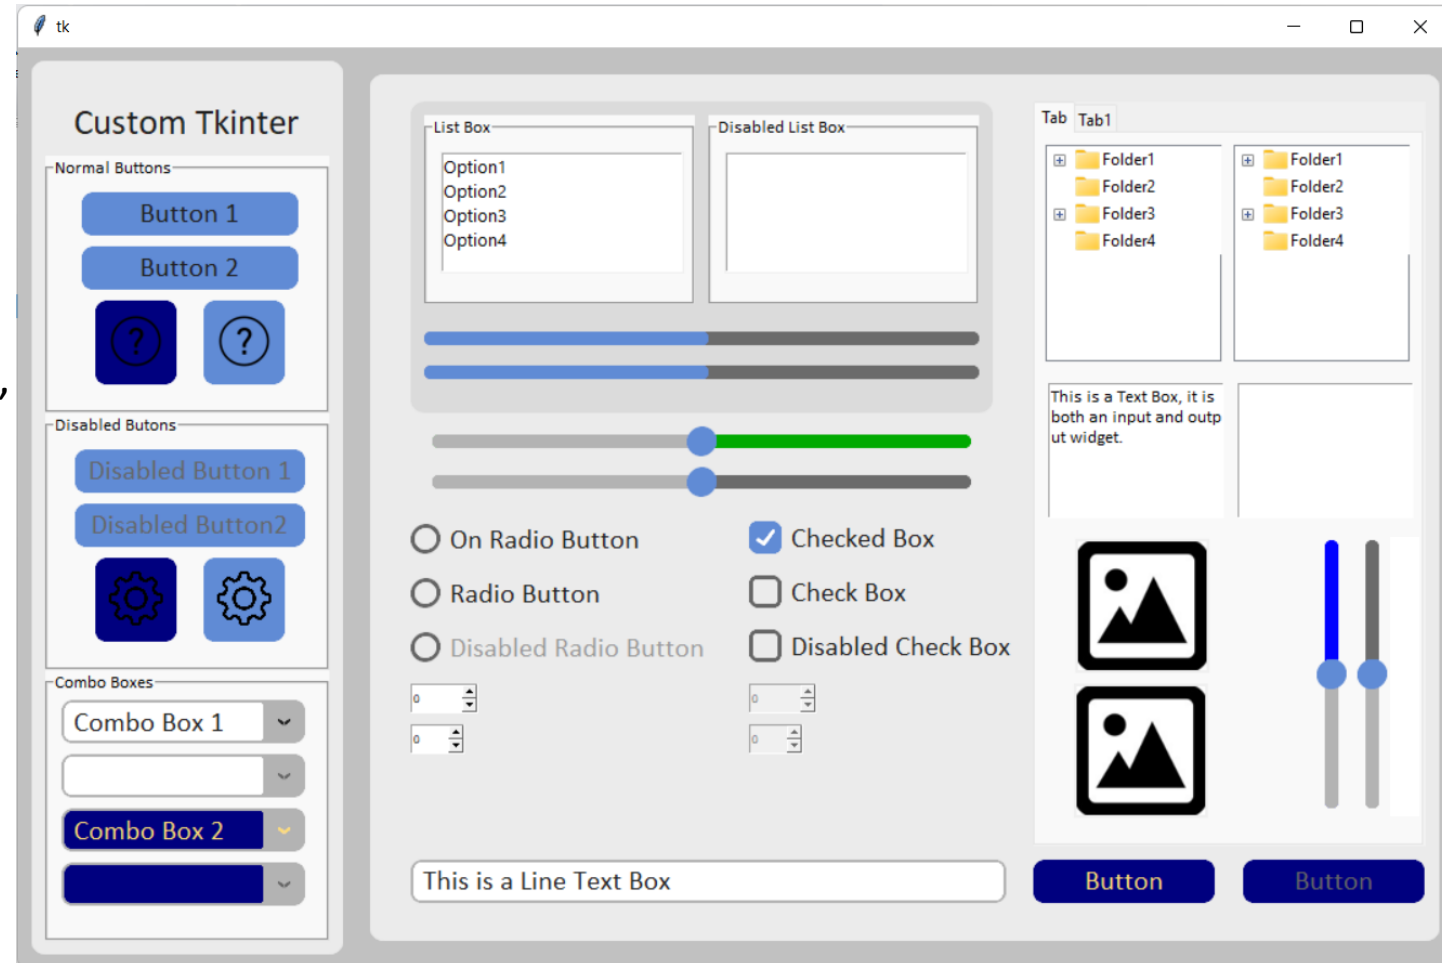 tk
Custom Tkinter
Normal Buttons
Button 1
Button 2
?
?
Disabled Butons
Disabled Button 1
Disabled Button2
Combo Boxes
Combo Box 1
Combo Box 2
List Box
Option1
Option2
Option3
Option4
Disabled List Box
On Radio Button
Radio Button
Disabled Radio Button
Checked Box
Check Box
Disabled Check Box
0
0
0
0
This is a Line Text Box
Tab
Tab1
Folder1
Folder2
Folder3
Folder4
Folder1
Folder2
Folder3
Folder4
This is a Text Box, it is
both an input and outp
ut widget.
Button
Button